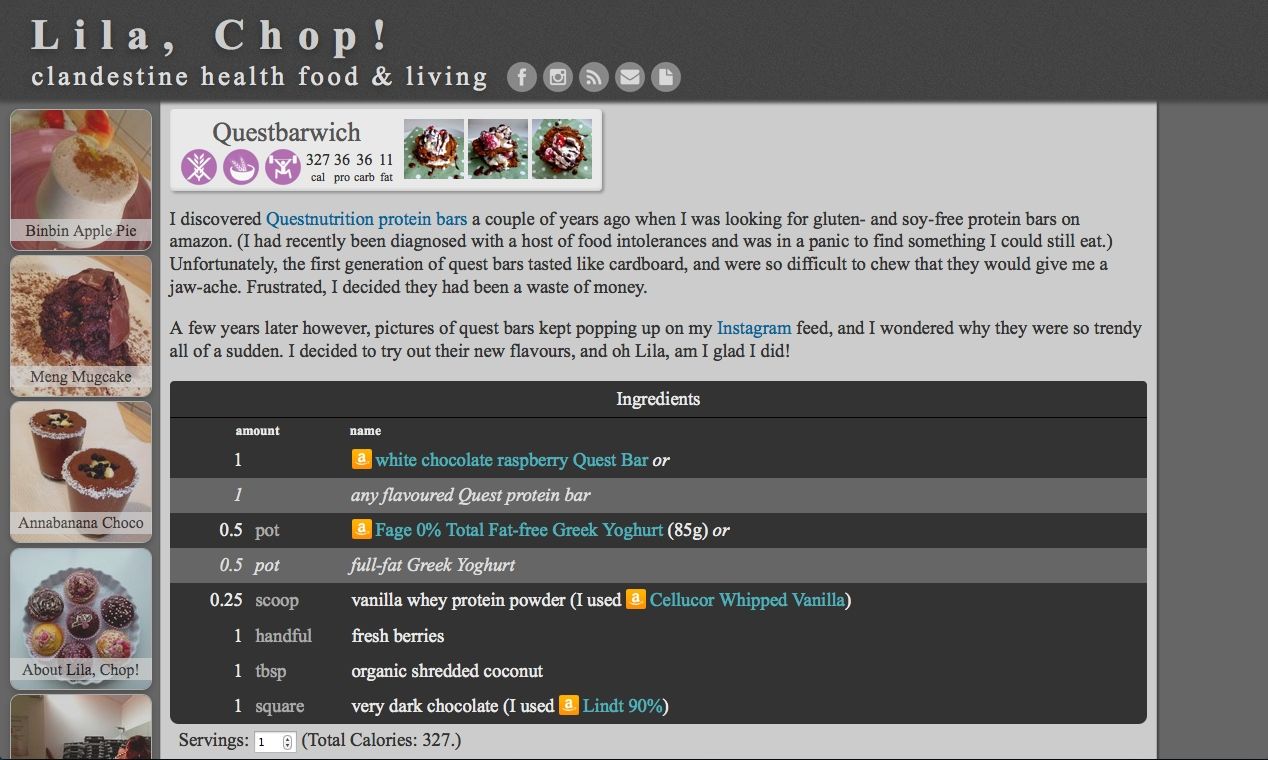 Lila, Chop!
clandestine health food & living
Binbin Apple Pie
Meng Mugcake
Annabanana Choco
About Lila, Chop!
Questbarwich
327 36 36 11
cal pro carb fat
I discovered Questnutrition protein bars a couple of years ago when I was looking for gluten- and soy-free protein bars on
amazon. (I had recently been diagnosed with a host of food intolerances and was in a panic to find something I could still eat.)
Unfortunately, the first generation of quest bars tasted like cardboard, and were so difficult to chew that they would give me a
jaw-ache. Frustrated, I decided they had been a waste of money.
A few years later however, pictures of quest bars kept popping up on my Instagram feed, and I wondered why they were so trendy
all of a sudden. I decided to try out their new flavours, and oh Lila, am I glad I did!
Ingredients
amount name
1 white chocolate raspberry Quest Bar or
1 any flavoured Quest protein bar
0.5 pot Fage 0% Total Fat-free Greek Yoghurt (85g) or
0.5 pot full-fat Greek Yoghurt
0.25 scoop vanilla whey protein powder (I used Cellucor Whipped Vanilla)
1 handful fresh berries
1 tbsp organic shredded coconut
1 square very dark chocolate (I used Lindt 90%)
Servings: 1 (Total Calories: 327.)